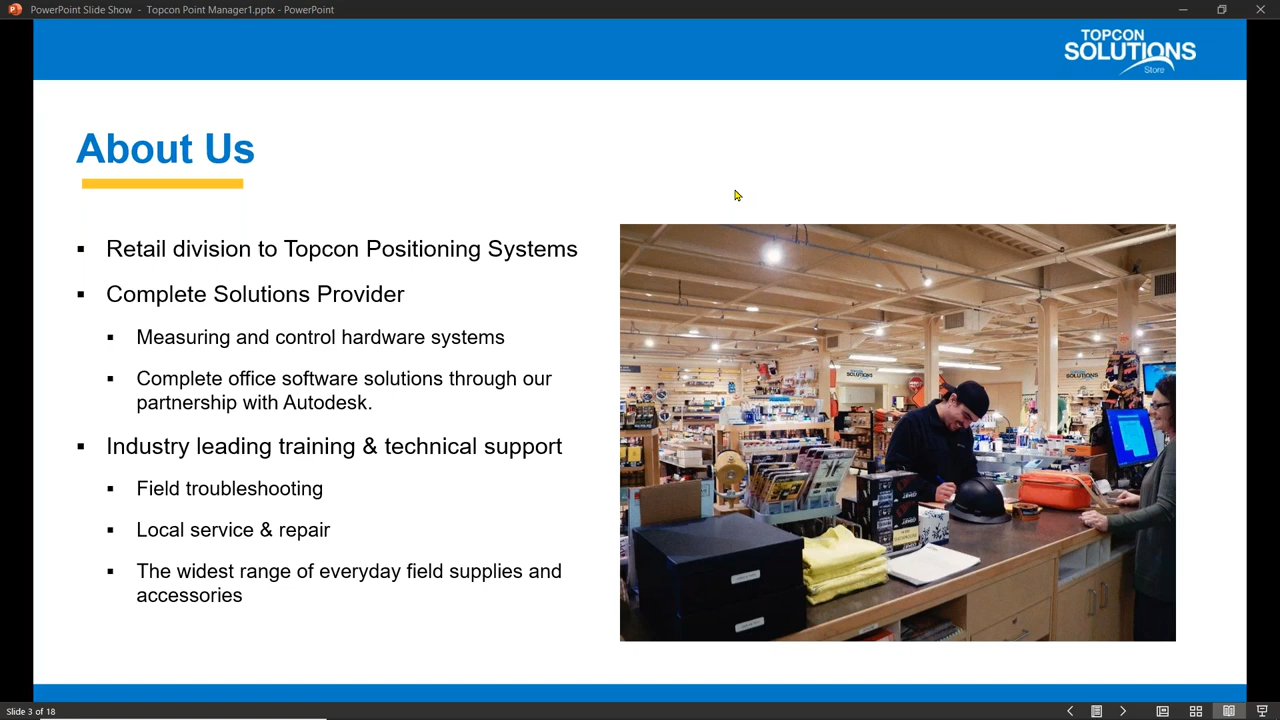 PowerPoint Slide Show - Topcon Point Manager1.pptx - PowerPoint
TOPCON
SOLUTIONS
Store
About Us
▪ Retail division to Topcon Positioning Systems
▪ Complete Solutions Provider
▪ Measuring and control hardware systems
▪ Complete office software solutions through our
partnership with Autodesk.
▪ Industry leading training & technical support
▪ Field troubleshooting
▪ Local service & repair
▪ The widest range of everyday field supplies and
accessories
SOLUTIONS
SOLUTIONS
Slide 3 of 18